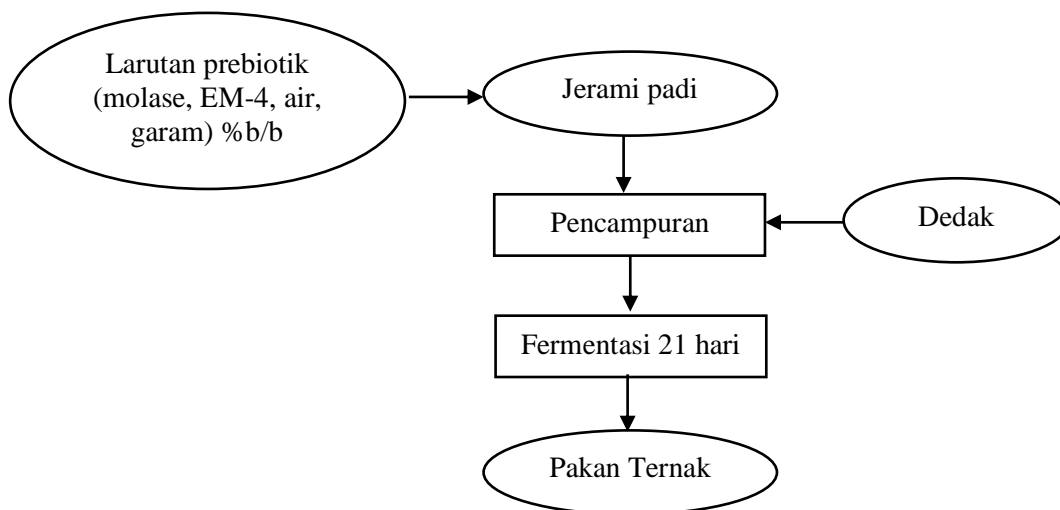 Larutan prebiotik
(molase, EM-4, air,
garam) %b/b
Jerami padi
Pencampuran
Dedak
Fermentasi 21 hari
Pakan Ternak